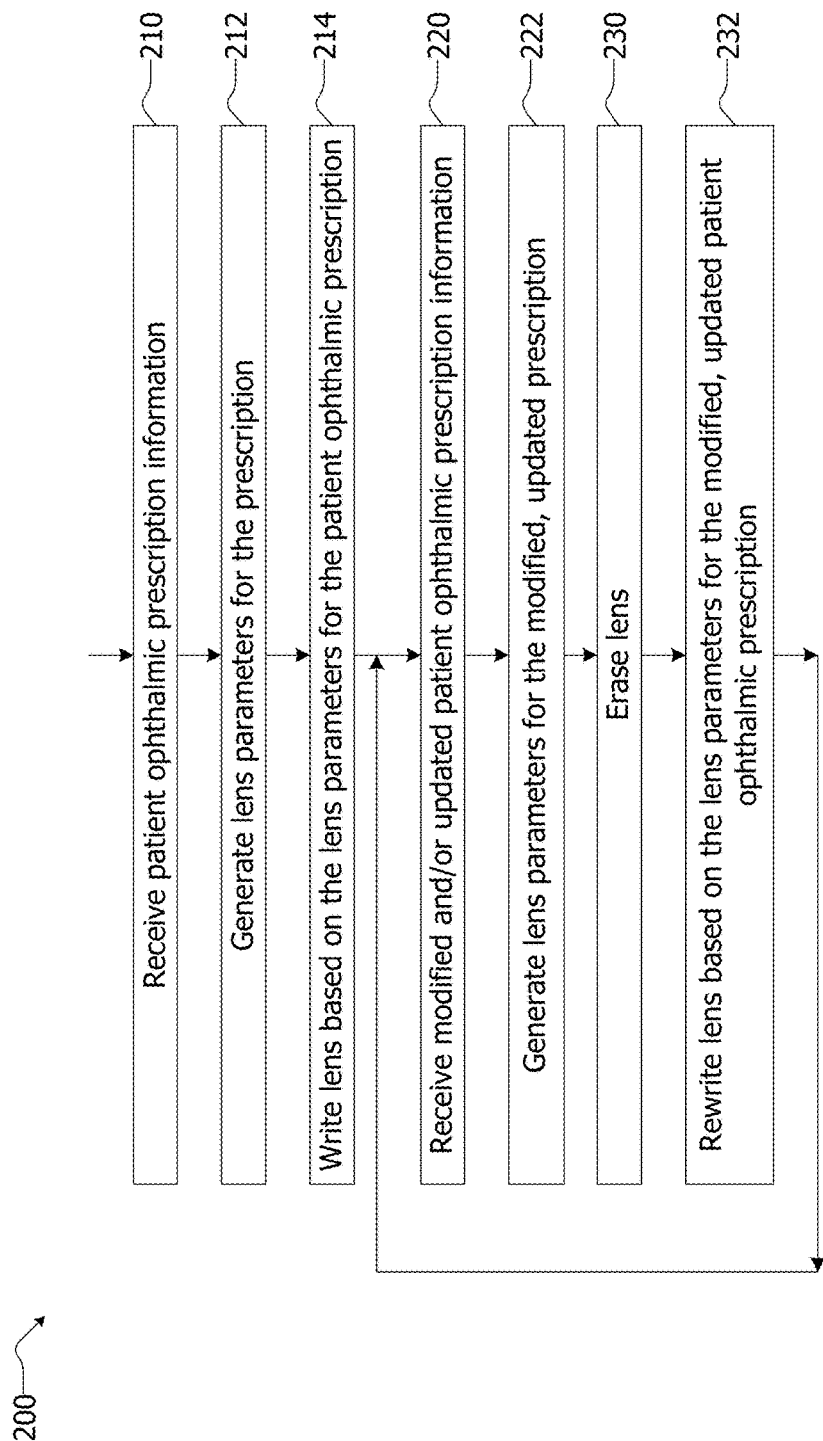 200
Receive patient ophthalmic prescription information
210
Generate lens parameters for the prescription
212
Write lens based on the lens parameters for the patient ophthalmic prescription
214
Receive modified and/or updated patient ophthalmic prescription information
220
Generate lens parameters for the modified, updated prescription
222
Erase lens
230
Rewrite lens based on the lens parameters for the modified, updated patient
ophthalmic prescription
232